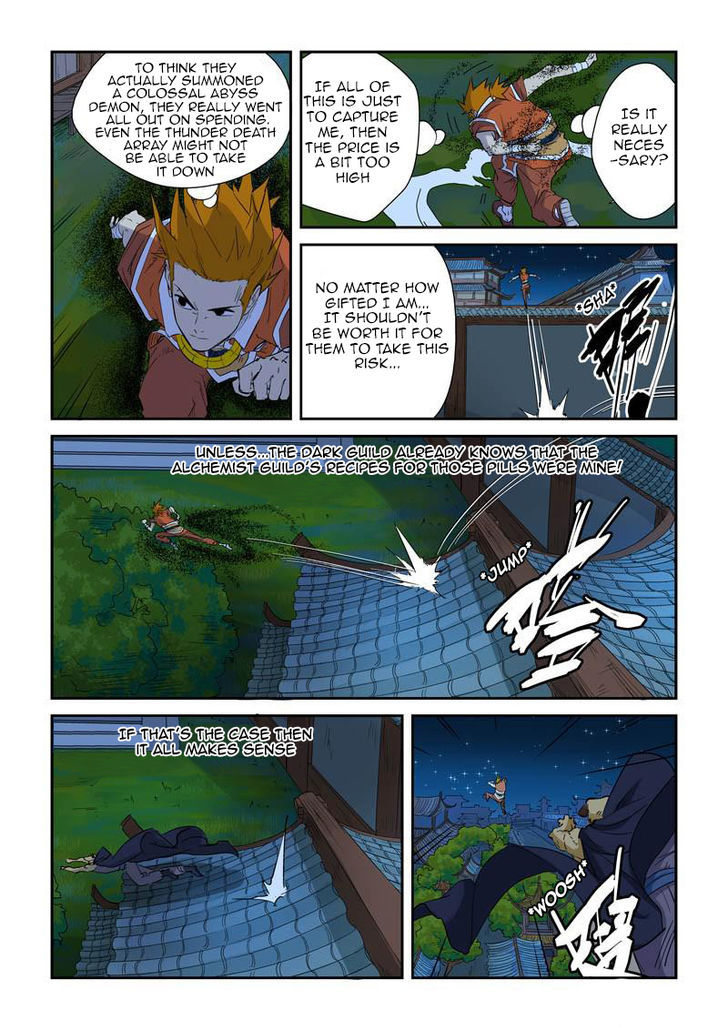 TO THINK THEY
ACTUALLY SUMMONED
A COLOSSAL ABYSS
DEMON, THEY REALLY WENT
ALL OUT ON SPENDING.
EVEN THE THUNDER DEATH
ARRAY MIGHT NOT
BE ABLE TO TAKE
IT DOWN
IF ALL OF
THIS IS JUST
TO CAPTURE
ME, THEN
THE PRICE IS
A BIT TOO
HIGH
IS IT
REALLY
NECES
-SARY?
NO MATTER HOW
GIFTED I AM...
IT SHOULDN'T
BE WORTH IT FOR
THEM TO TAKE THIS
RISK...
*SHA*
UNLESS...THE DARK GUILD ALREADY KNOWS THAT THE
ALCHEMIST GUILD'S RECIPES FOR THOSE PILLS WERE MINE!
*JUMP*
IF THAT'S THE CASE THEN
IT ALL MAKES SENSE
*WOOSH*